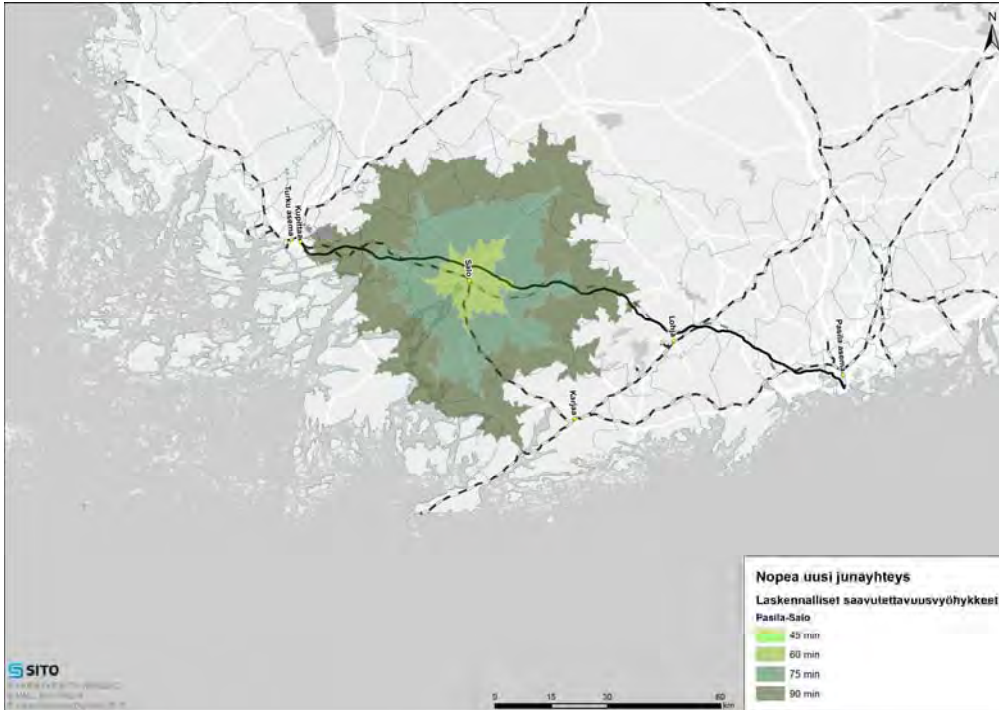 N
Turku asema
Kupittaa
Salo
Lohja
Karjaa
Pasila asema
Nopea uusi junayhteys
Laskennalliset saavutettavuusvyöhykkeet
Pasila-Salo
45 min
60 min
75 min
90 min
SITO
0 15 30 60
km